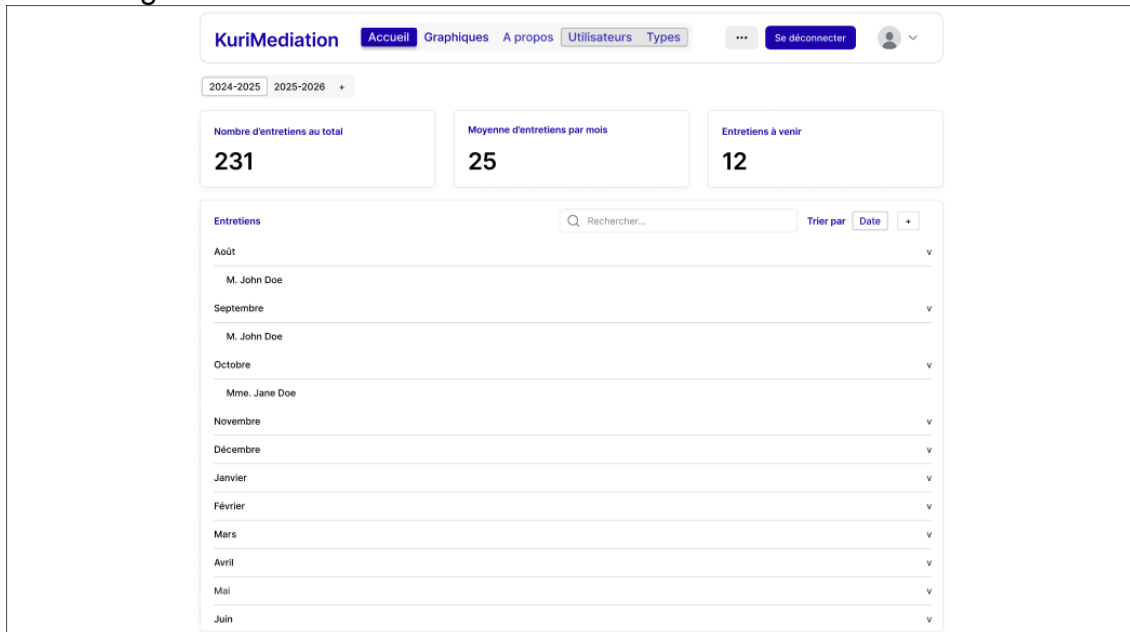 KuriMediation Accueil Graphiques A propos Utilisateurs Types ... Se déconnecter
2024-2025 2025-2026 +
Nombre d'entretiens au total
231
Moyenne d'entretiens par mois
25
Entretiens à venir
12
Entretiens Rechercher... Trier par Date +
Août v
M. John Doe
Septembre v
M. John Doe
Octobre v
Mme. Jane Doe
Novembre v
Décembre v
Janvier v
Février v
Mars v
Avril v
Mai v
Juin v